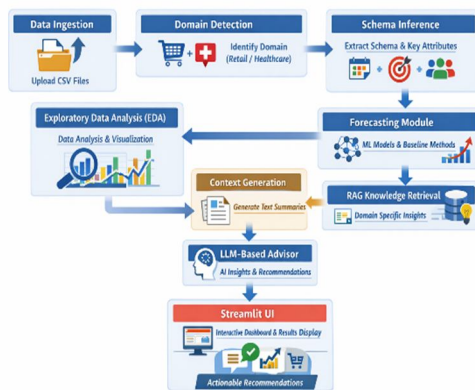 Data Ingestion
Upload CSV Files
Domain Detection
Identify Domain
(Retail / Healthcare)
Schema Inference
Extract Schema & Key Attributes
Exploratory Data Analysis (EDA)
Data Analysis & Visualization
Forecasting Module
ML Models & Baseline Methods
Context Generation
Generate Text Summaries
RAG Knowledge Retrieval
Domain Specific Insights
LLM-Based Advisor
AI Insights & Recommendations
Streamlit UI
Interactive Dashboard & Results Display
Actionable Recommendations